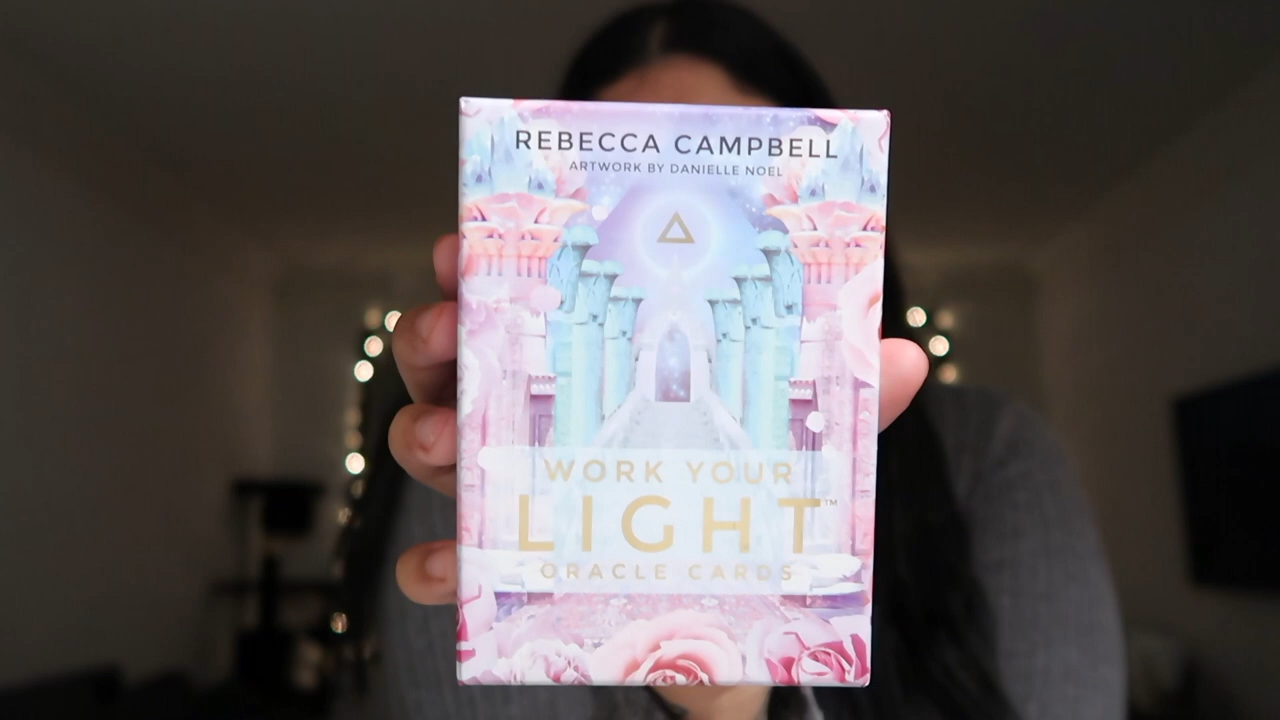 REBECCA CAMPBELL
ARTWORK BY DANIELLE NOEL
WORK YOUR
LIGHT™
ORACLE CARDS